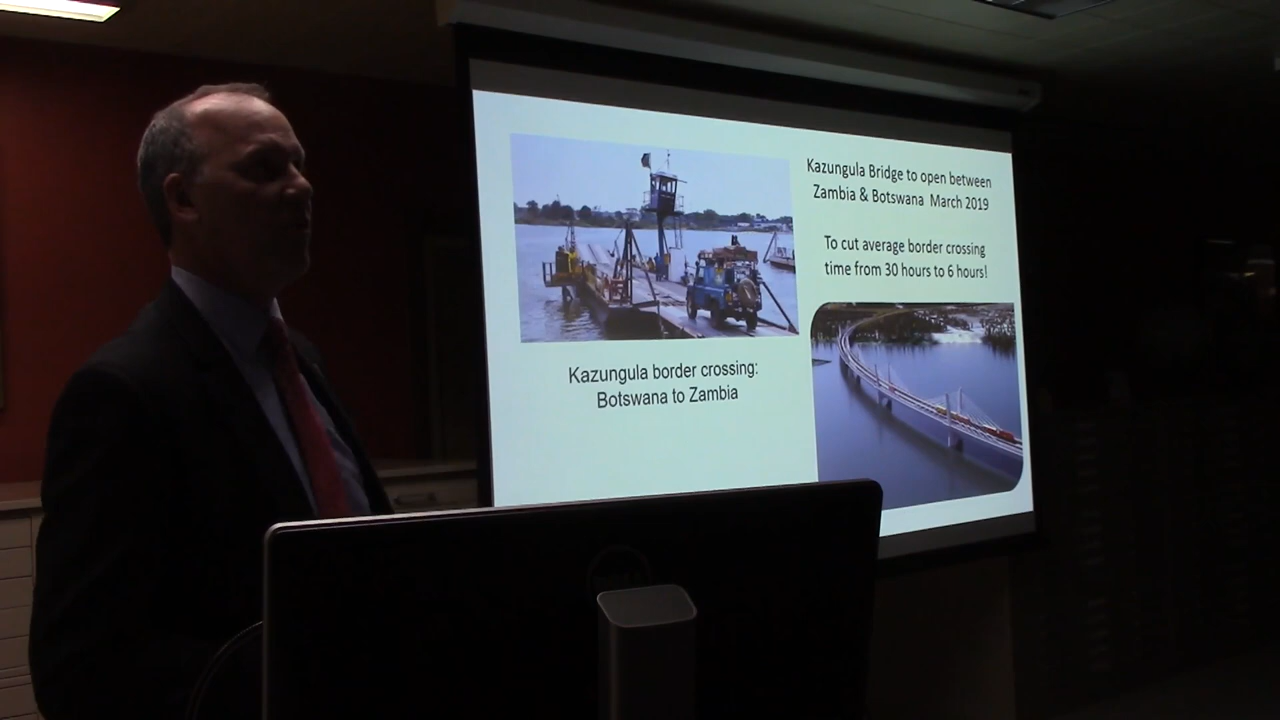 Kazungula Bridge to open between
Zambia & Botswana March 2019
To cut average border crossing
time from 30 hours to 6 hours!
Kazungula border crossing:
Botswana to Zambia